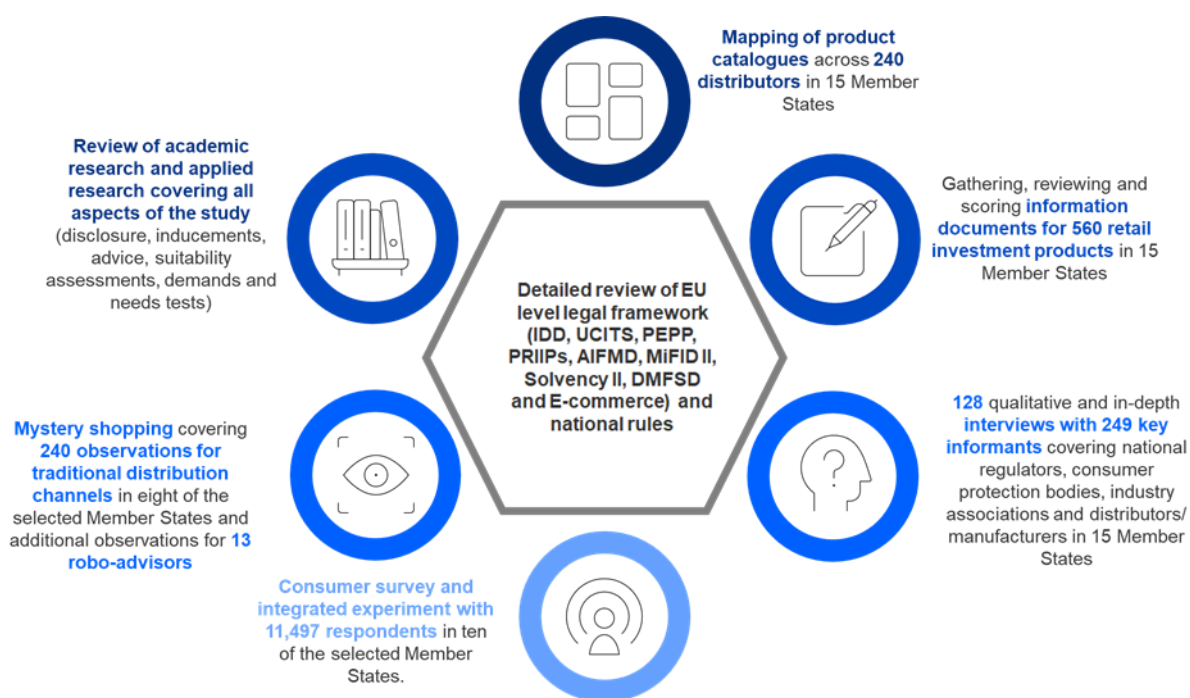 Mapping of product
catalogues across 240
distributors in 15 Member
States
Review of academic
research and applied
research covering all
aspects of the study
(disclosure, inducements,
advice, suitability
assessments, demands and
needs tests)
Gathering, reviewing and
scoring information
documents for 560 retail
investment products in 15
Member States
Detailed review of EU
level legal framework
(IDD, UCITS, PEPP,
PRIIPs, AIFMD, MiFID II,
Solvency II, DMFSD
and E-commerce) and
national rules
Mystery shopping covering
240 observations for
traditional distribution
channels in eight of the
selected Member States and
additional observations for 13
robo-advisors
128 qualitative and in-depth
interviews with 249 key
informants covering national
regulators, consumer
protection bodies, industry
associations and distributors/
manufacturers in 15 Member
States
?
Consumer survey and
integrated experiment with
11,497 respondents in ten
of the selected Member
States.